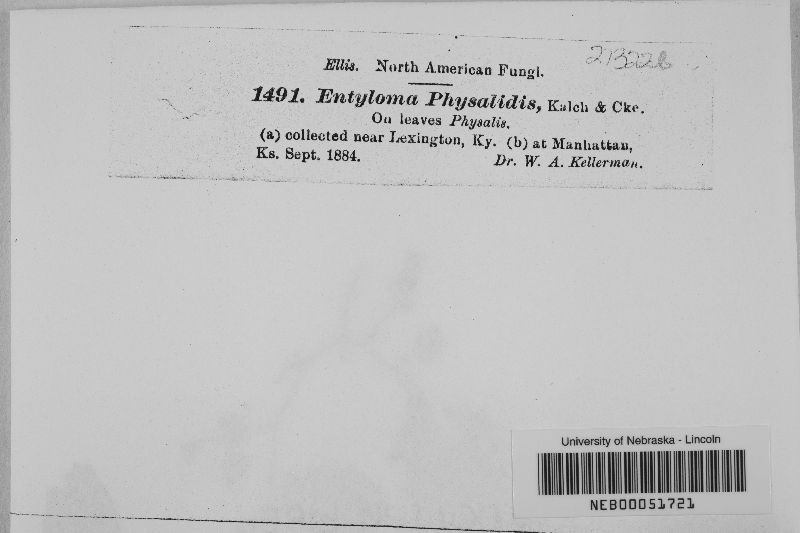 213226
Ellis. North American Fungi.
1491. Entyloma Physalidis, Kalch & Cke.
On leaves Physalis.
(a) collected near Lexington, Ky. (b) at Manhattan,
Ks. Sept. 1884. Dr. W. A. Kellerman.
University of Nebraska - Lincoln
NEB00051721